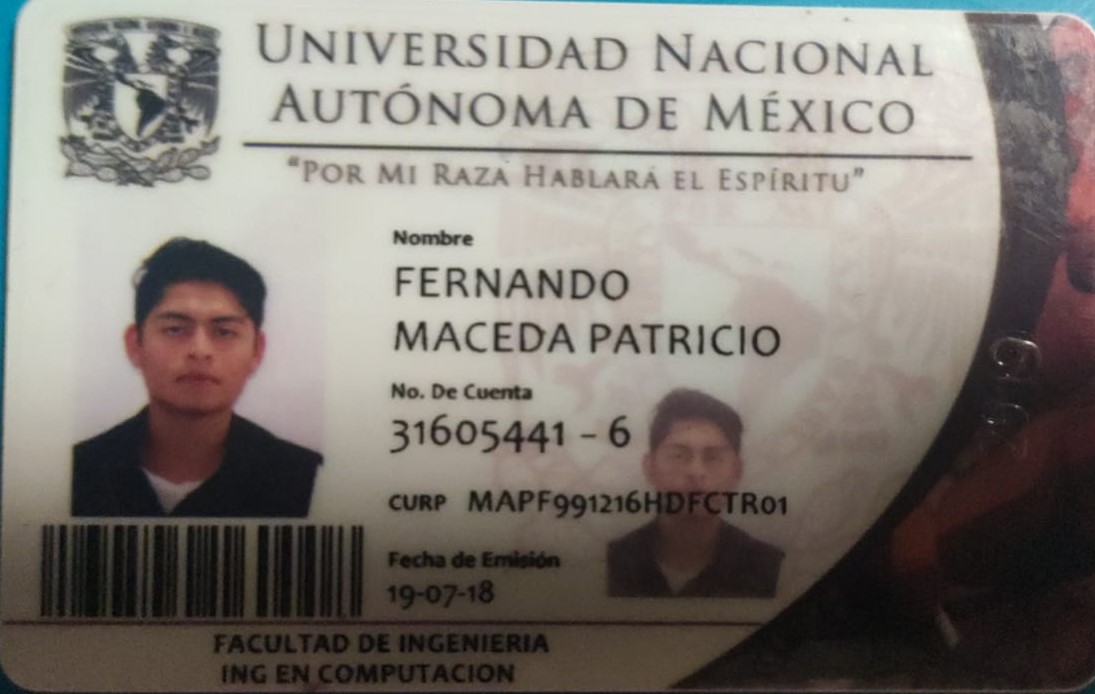 UNIVERSIDAD NACIONAL
AUTÓNOMA DE MÉXICO
"POR MI RAZA HABLARÁ EL ESPÍRITU"
Nombre
FERNANDO
MACEDA PATRICIO
No. De Cuenta
31605441 - 6
CURP MAPF991216HDFCTR01
Fecha de Emisión
19-07-18
FACULTAD DE INGENIERIA
ING EN COMPUTACION